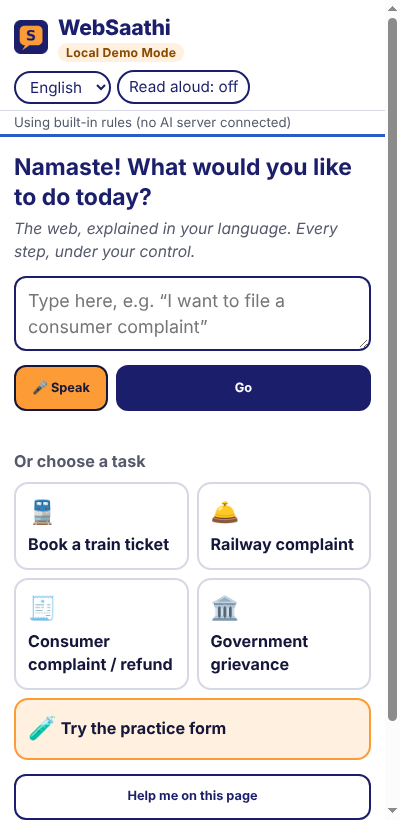 S
WebSaathi
Local Demo Mode
English
Read aloud: off
Using built-in rules (no AI server connected)
Namaste! What would you like
to do today?
The web, explained in your language. Every
step, under your control.
Type here, e.g. “I want to file a
consumer complaint”
🎤 Speak
Go
Or choose a task
Book a train ticket
Railway complaint
Consumer
complaint / refund
Government
grievance
Try the practice form
Help me on this page